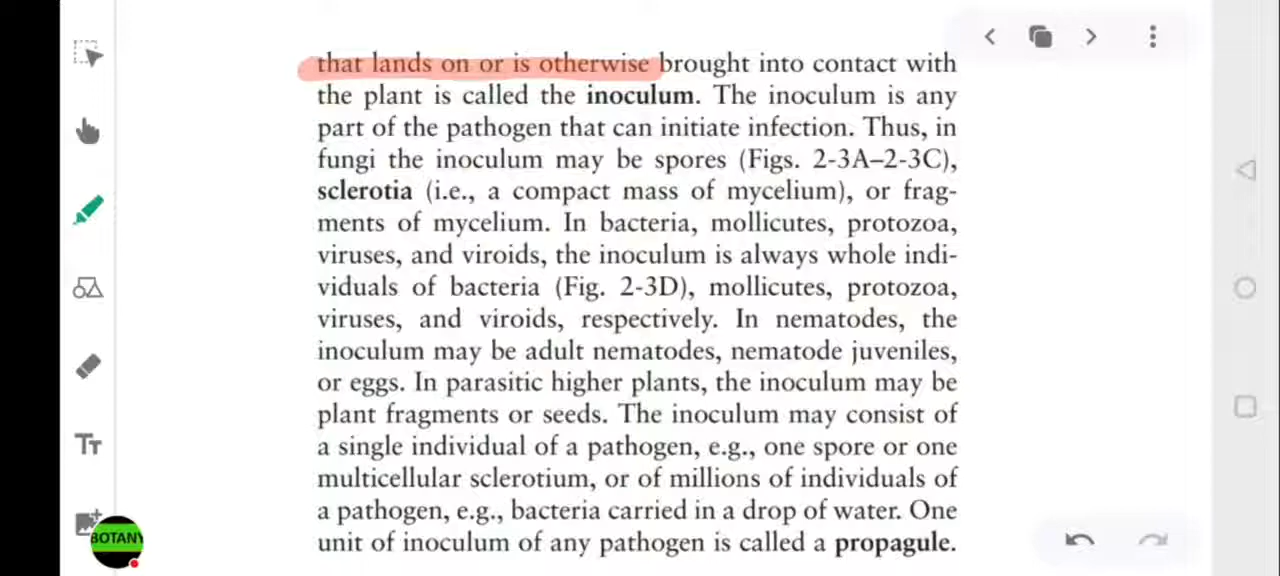 that lands on or is otherwise brought into contact with
the plant is called the inoculum. The inoculum is any
part of the pathogen that can initiate infection. Thus, in
fungi the inoculum may be spores (Figs. 2-3A–2-3C),
sclerotia (i.e., a compact mass of mycelium), or frag-
ments of mycelium. In bacteria, mollicutes, protozoa,
viruses, and viroids, the inoculum is always whole indi-
viduals of bacteria (Fig. 2-3D), mollicutes, protozoa,
viruses, and viroids, respectively. In nematodes, the
inoculum may be adult nematodes, nematode juveniles,
or eggs. In parasitic higher plants, the inoculum may be
plant fragments or seeds. The inoculum may consist of
a single individual of a pathogen, e.g., one spore or one
multicellular sclerotium, or of millions of individuals of
a pathogen, e.g., bacteria carried in a drop of water. One
unit of inoculum of any pathogen is called a propagule.
TT
BOTANY